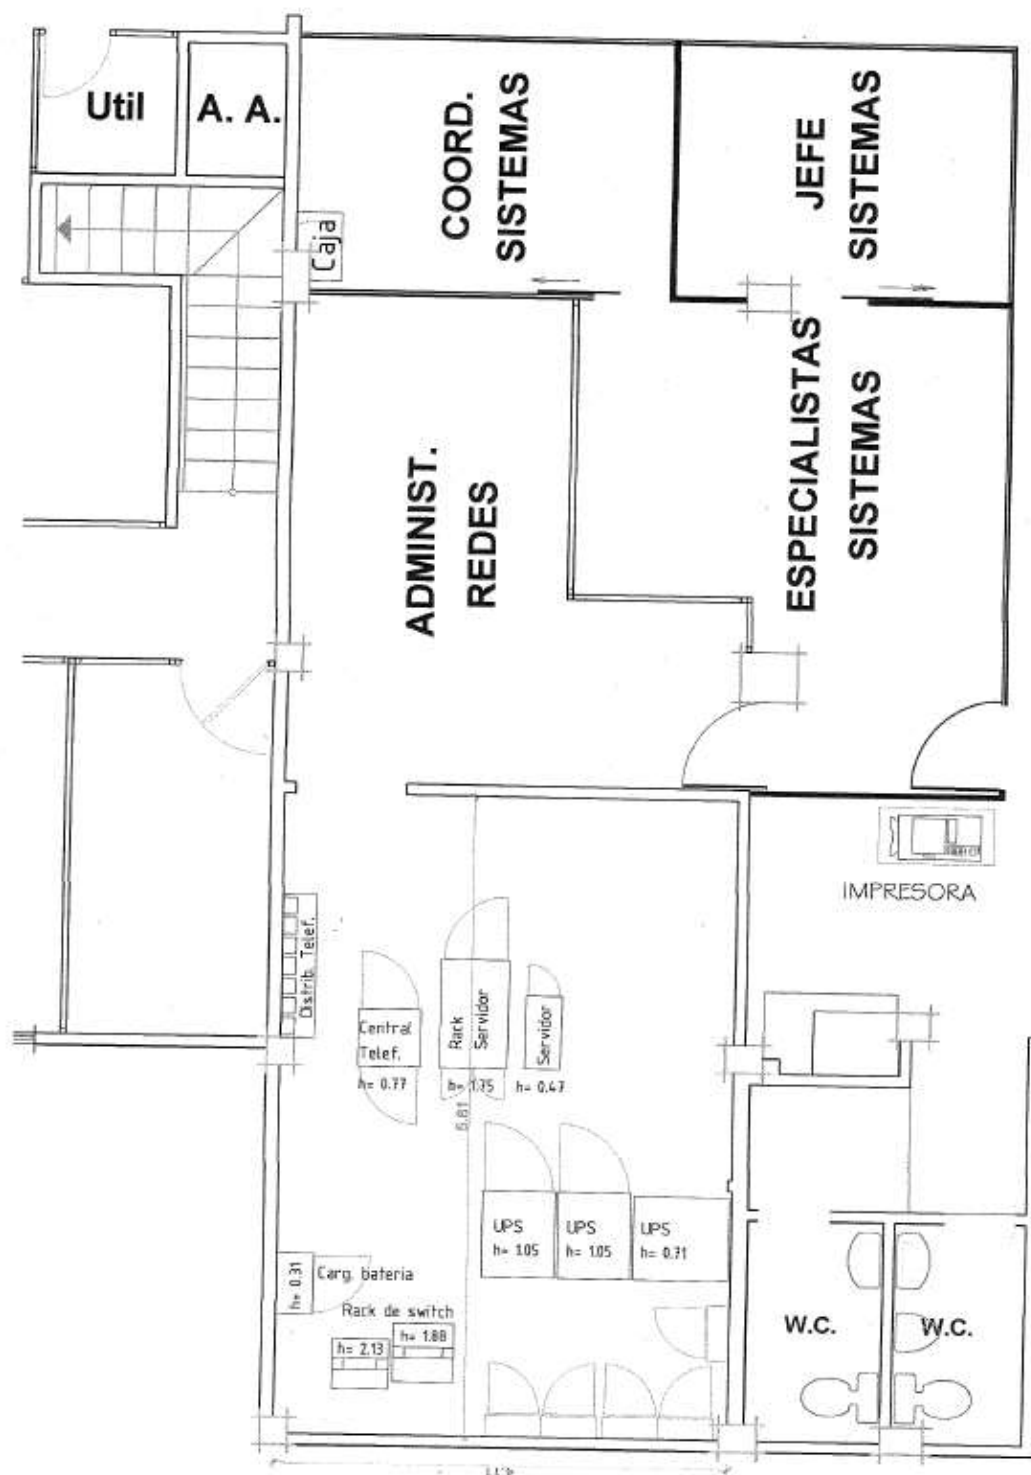 Util
A. A.
COORD.
SISTEMAS
JEFE
SISTEMAS
Caja
ADMINIST.
REDES
ESPECIALISTAS
SISTEMAS
IMPRESORA
Distrib. Telef.
Central
Telef.
h= 0.77
Rack
Servidor
h= 1.75
Servidor
h= 0.47
UPS
h= 1.05
UPS
h= 1.05
UPS
h= 0.71
h= 0.31
Carg. bateria
Rack de switch
h= 2.13
h= 1.88
W.C.
W.C.